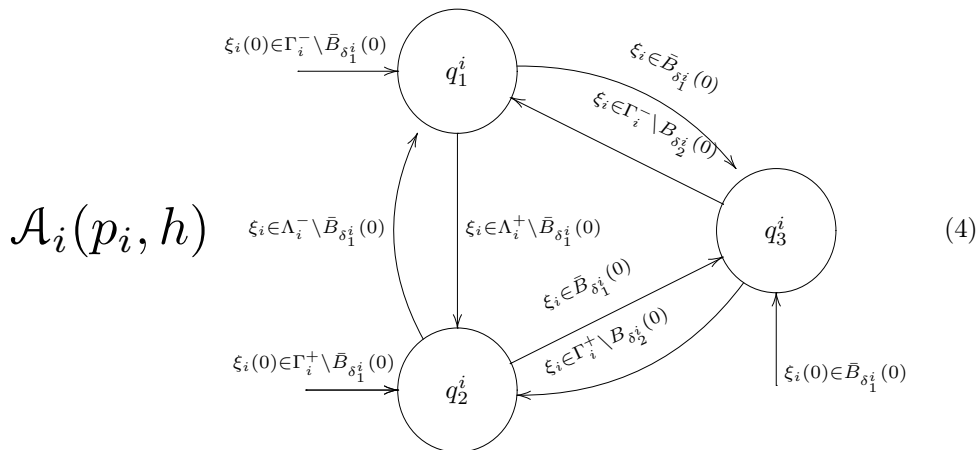 ξ_i(0)∈Γ_i^-\B̄_{δ_1^i}(0)
q_1^i
ξ_i∈B̄_{δ_1^i}(0)
ξ_i∈Γ_i^-\B_{δ_2^i}(0)
𝒜_i(p_i, h)
ξ_i∈Λ_i^-\B̄_{δ_1^i}(0)
ξ_i∈Λ_i^+\B̄_{δ_1^i}(0)
q_3^i
(4)
ξ_i∈B̄_{δ_1^i}(0)
ξ_i∈Γ_i^+\B_{δ_2^i}(0)
ξ_i(0)∈Γ_i^+\B̄_{δ_1^i}(0)
q_2^i
ξ_i(0)∈B̄_{δ_1^i}(0)